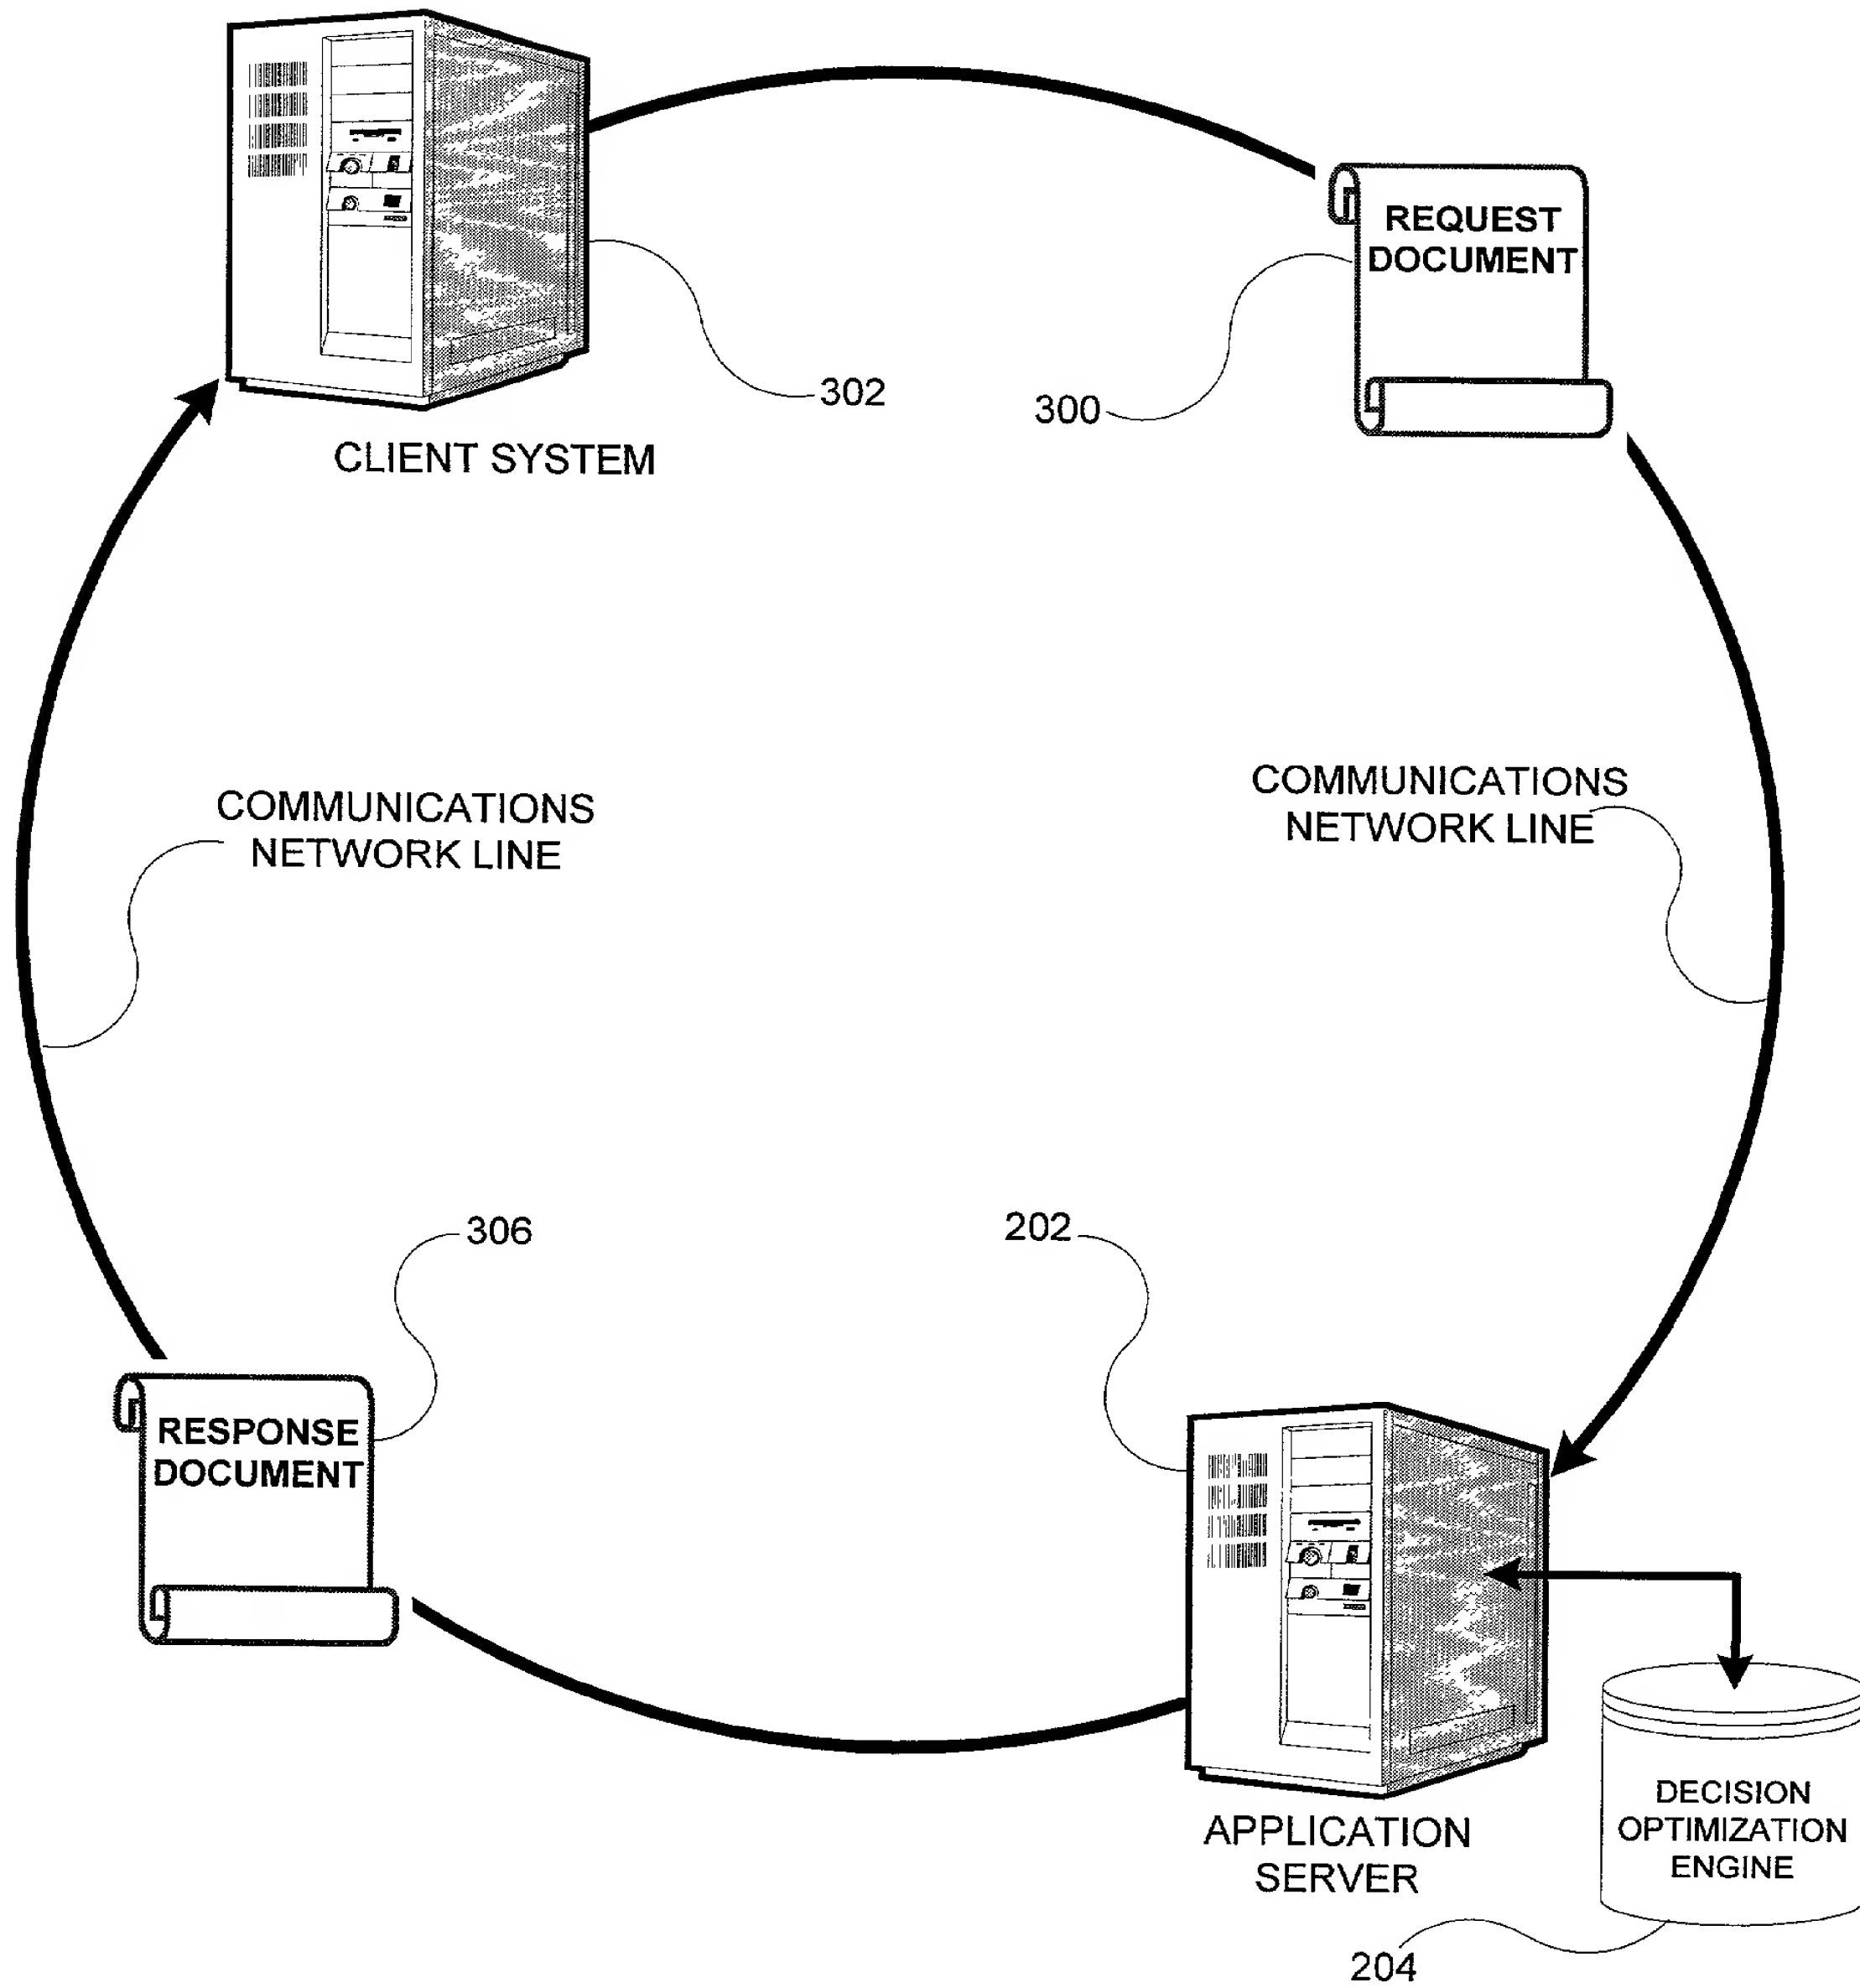 REQUEST
DOCUMENT
302
300
CLIENT SYSTEM
COMMUNICATIONS
NETWORK LINE
COMMUNICATIONS
NETWORK LINE
306
202
RESPONSE
DOCUMENT
APPLICATION
SERVER
DECISION
OPTIMIZATION
ENGINE
204